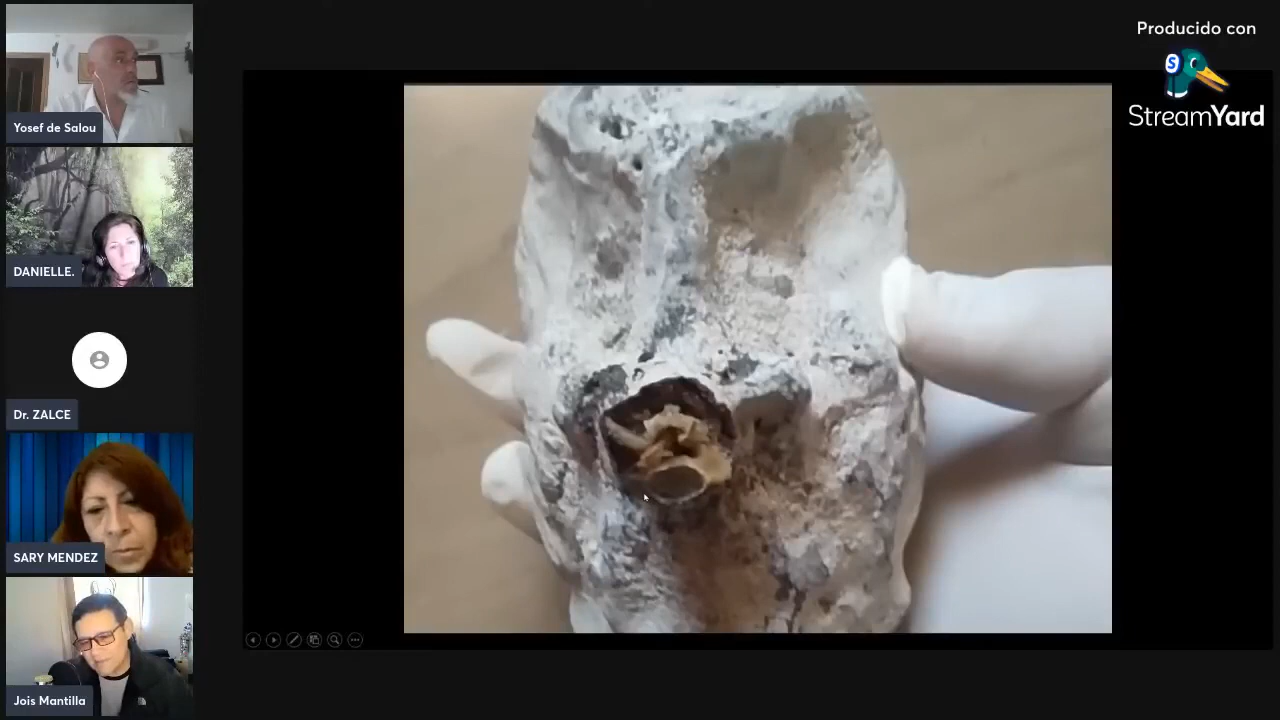 Yosef de Salou
DANIELLE.
Dr. ZALCE
SARY MENDEZ
Jois Mantilla
Producido con
S
StreamYard